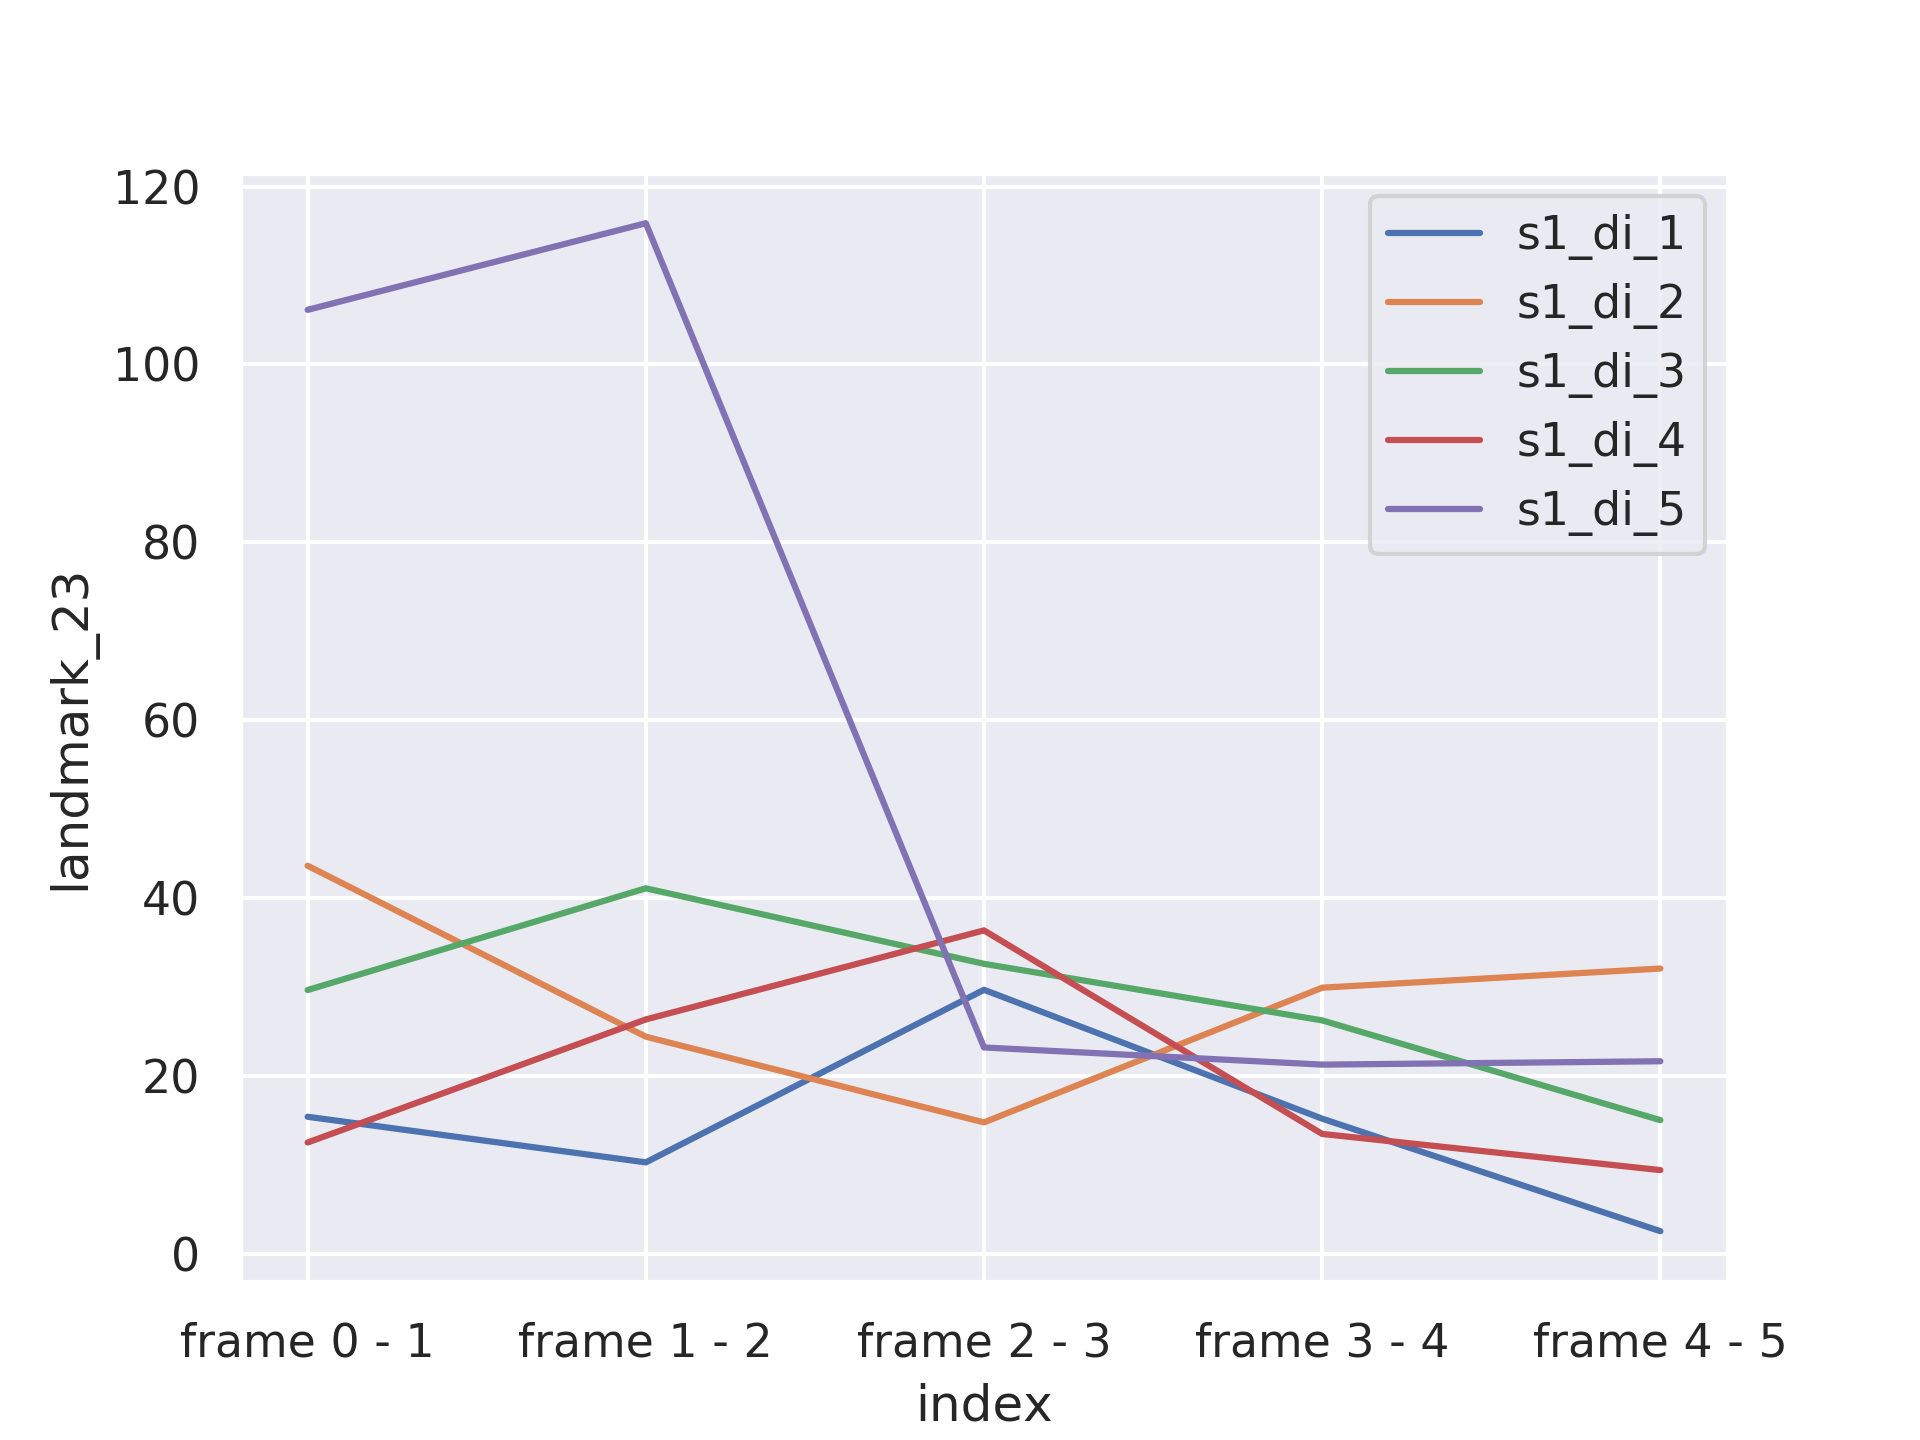 120
100
80
60
40
20
0
landmark_23
s1_di_1
s1_di_2
s1_di_3
s1_di_4
s1_di_5
frame 0 - 1 frame 1 - 2 frame 2 - 3 frame 3 - 4 frame 4 - 5
index